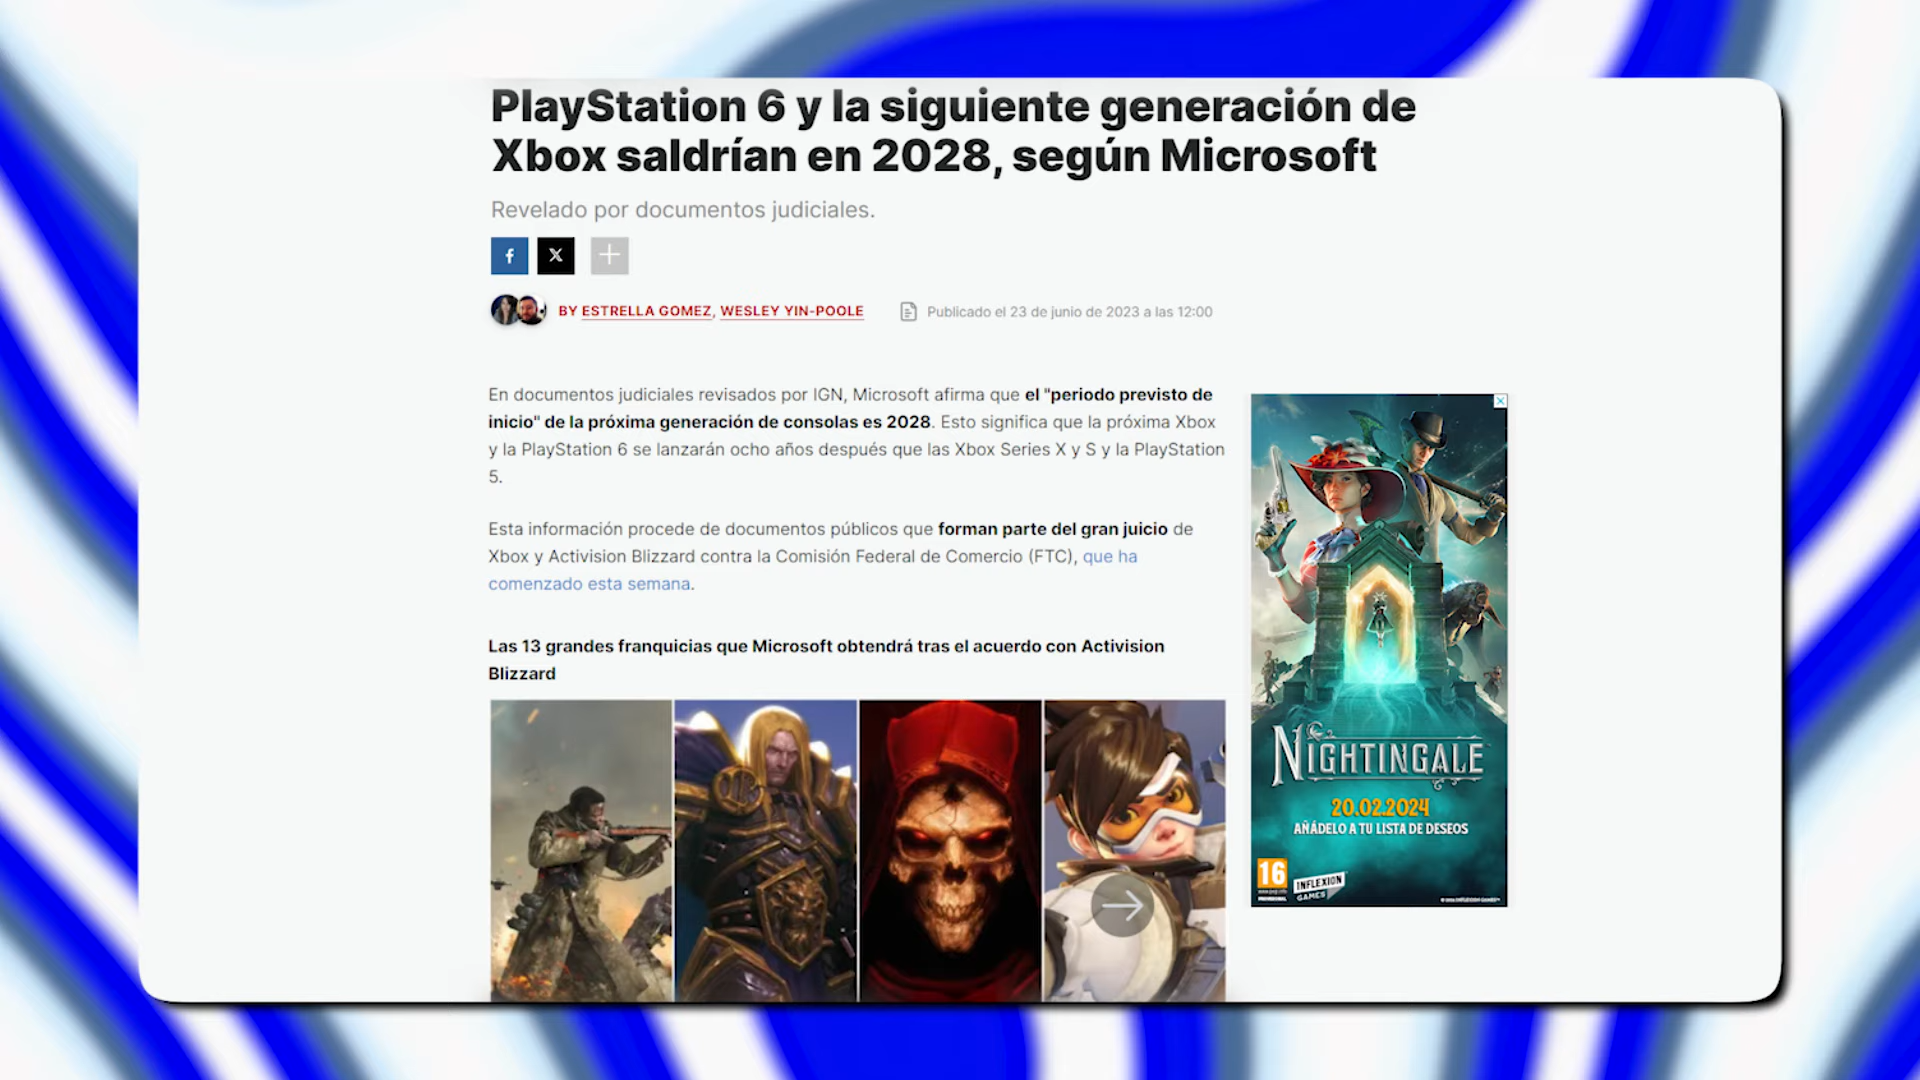 PlayStation 6 y la siguiente generación de
Xbox saldrían en 2028, según Microsoft
Revelado por documentos judiciales.
BY ESTRELLA GOMEZ, WESLEY YIN-POOLE
Publicado el 23 de junio de 2023 a las 12:00
En documentos judiciales revisados por IGN, Microsoft afirma que el "periodo previsto de
inicio" de la próxima generación de consolas es 2028. Esto significa que la próxima Xbox
y la PlayStation 6 se lanzarán ocho años después que las Xbox Series X y S y la PlayStation
5.
Esta información procede de documentos públicos que forman parte del gran juicio de
Xbox y Activision Blizzard contra la Comisión Federal de Comercio (FTC), que ha
comenzado esta semana.
Las 13 grandes franquicias que Microsoft obtendrá tras el acuerdo con Activision
Blizzard
NIGHTINGALE
20.02.2024
AÑÁDELO A TU LISTA DE DESEOS
16
INFLEXION
GAMES